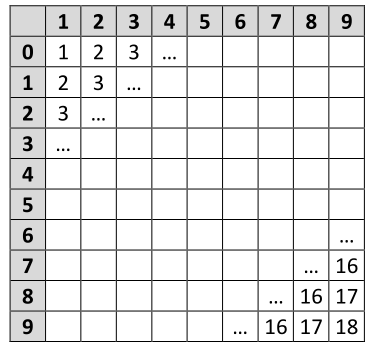 1 2 3 4 5 6 7 8 9
0 1 2 3 ...
1 2 3 ...
2 3 ...
3 ...
4
5
6 ...
7 ... 16
8 ... 16 17
9 ... 16 17 18